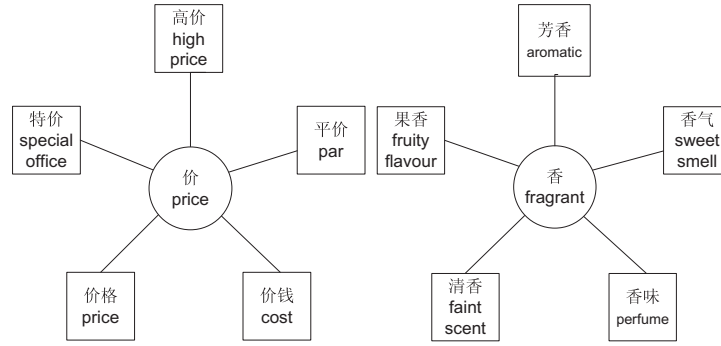 高价
high
price
特价
special
office
平价
par
价
price
价格
price
价钱
cost
芳香
aromatic
果香
fruity
flavour
香气
sweet
smell
香
fragrant
清香
faint
scent
香味
perfume